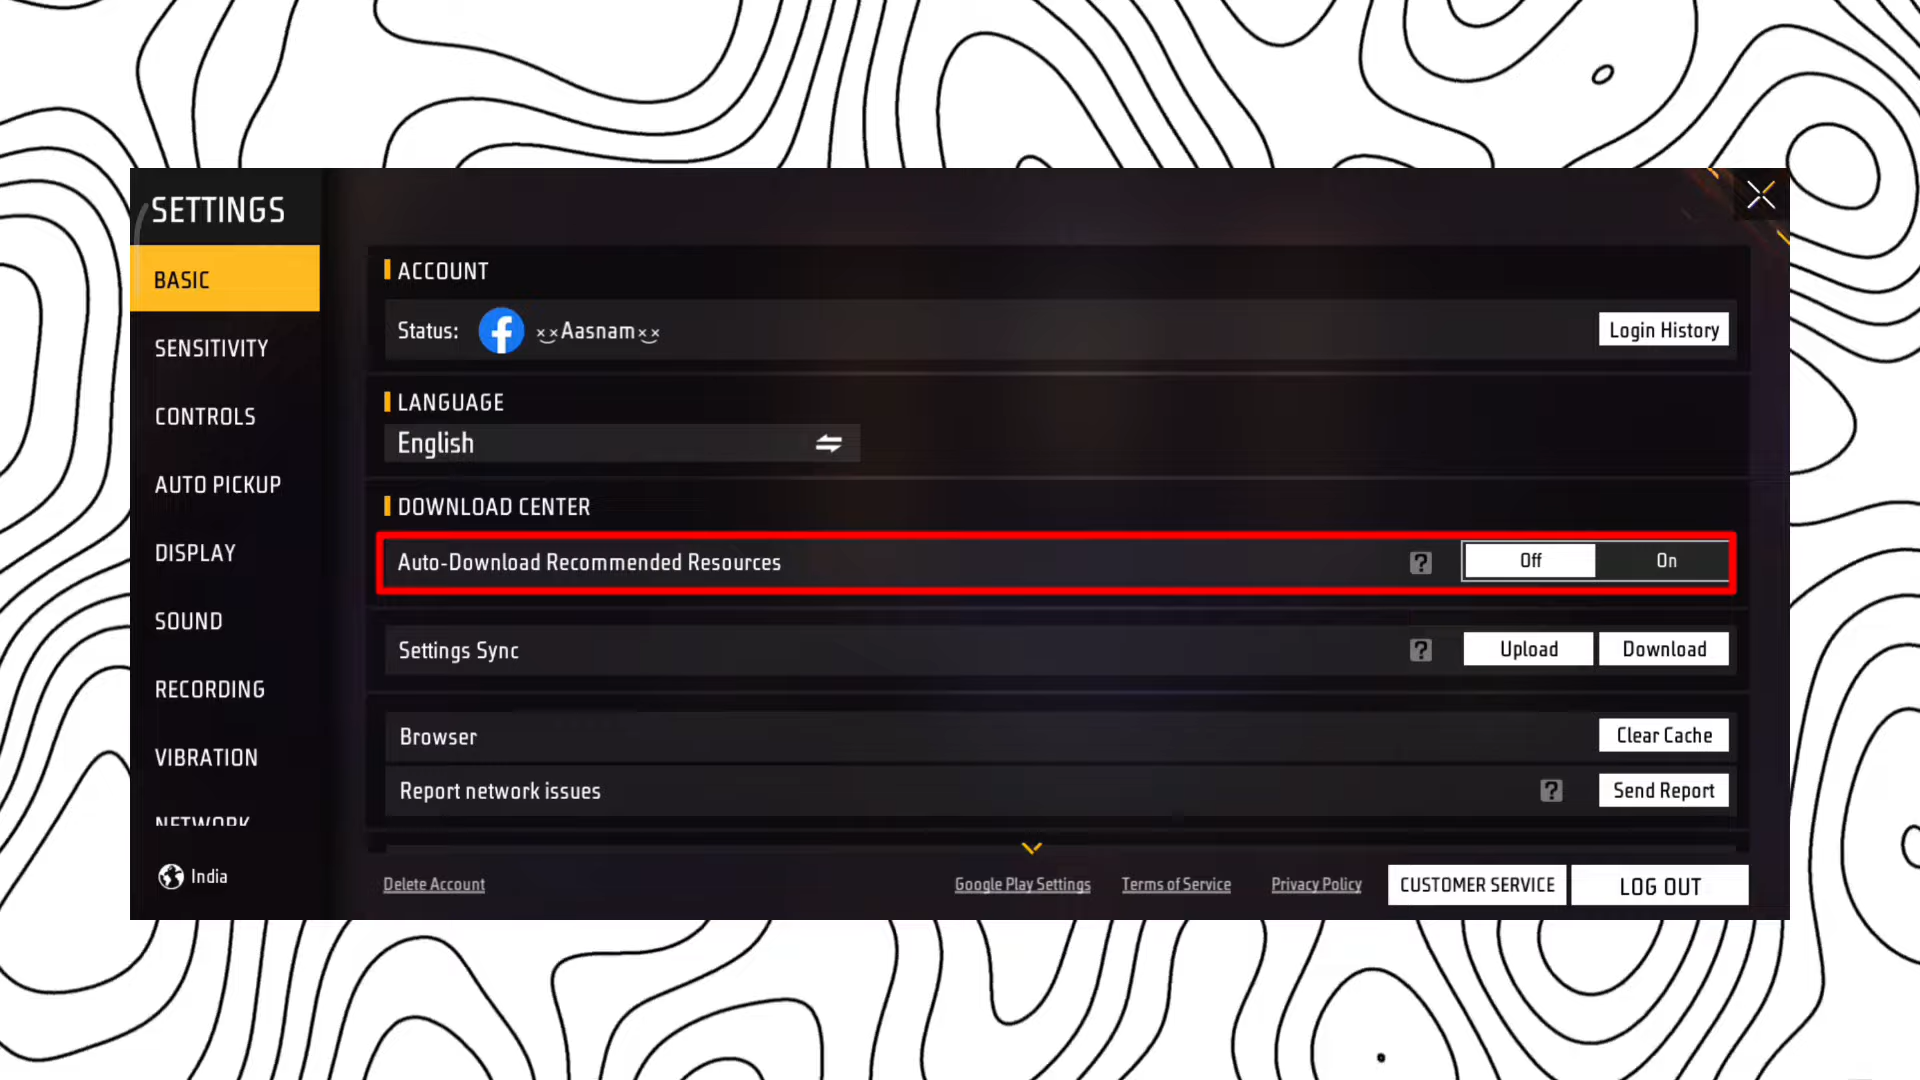 SETTINGS
BASIC
SENSITIVITY
CONTROLS
AUTO PICKUP
DISPLAY
SOUND
RECORDING
VIBRATION
NETWORK
India
ACCOUNT
Status: ×‿×Aasnam×‿×
Login History
LANGUAGE
English
DOWNLOAD CENTER
Auto-Download Recommended Resources ? Off On
Settings Sync ? Upload Download
Browser Clear Cache
Report network issues ? Send Report
Delete Account Google Play Settings Terms of Service Privacy Policy CUSTOMER SERVICE LOG OUT